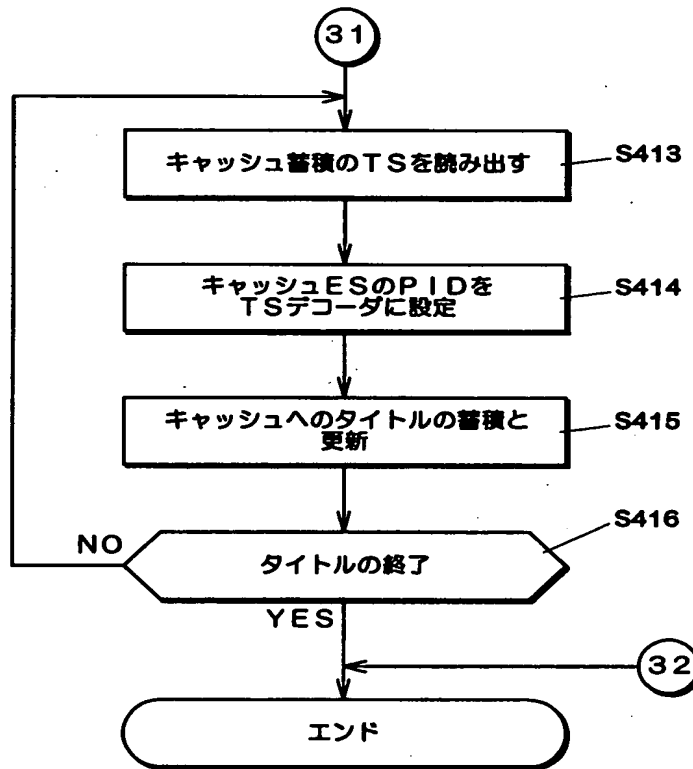 31
キャッシュ蓄積のTSを読み出す
S413
キャッシュESのPIDを
TSデコーダに設定
S414
キャッシュへのタイトルの蓄積と
更新
S415
S416
NO
タイトルの終了
YES
32
エンド